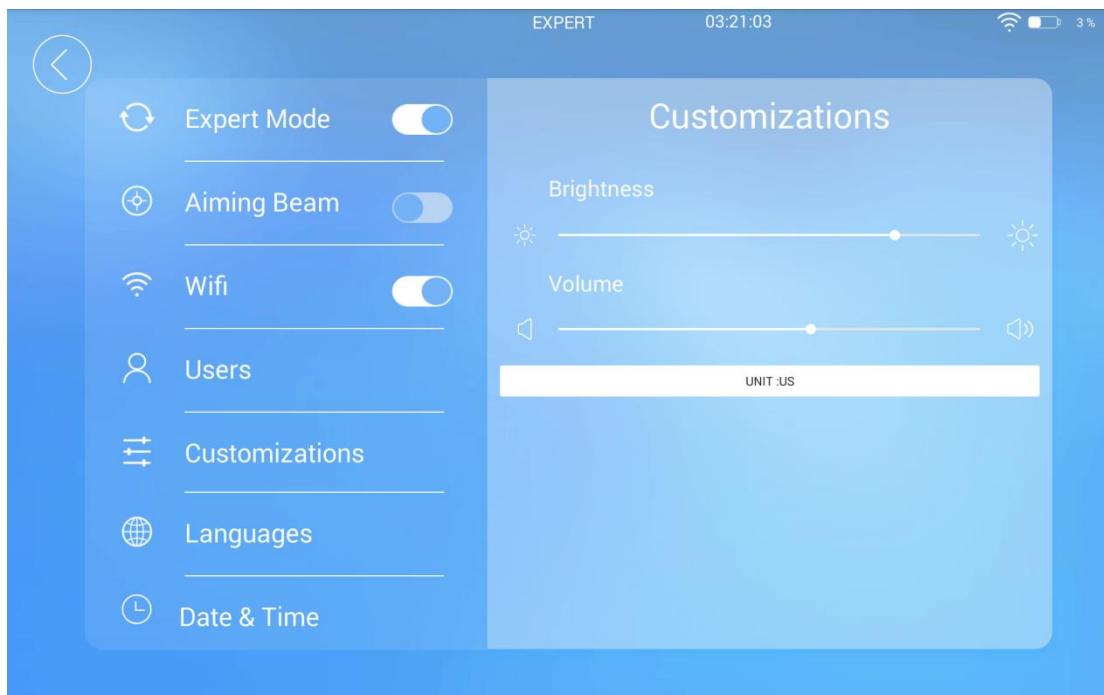 EXPERT 03:21:03 3 %
Expert Mode
Aiming Beam
Wifi
Users
Customizations
Languages
Date & Time
Customizations
Brightness
Volume
UNIT :US